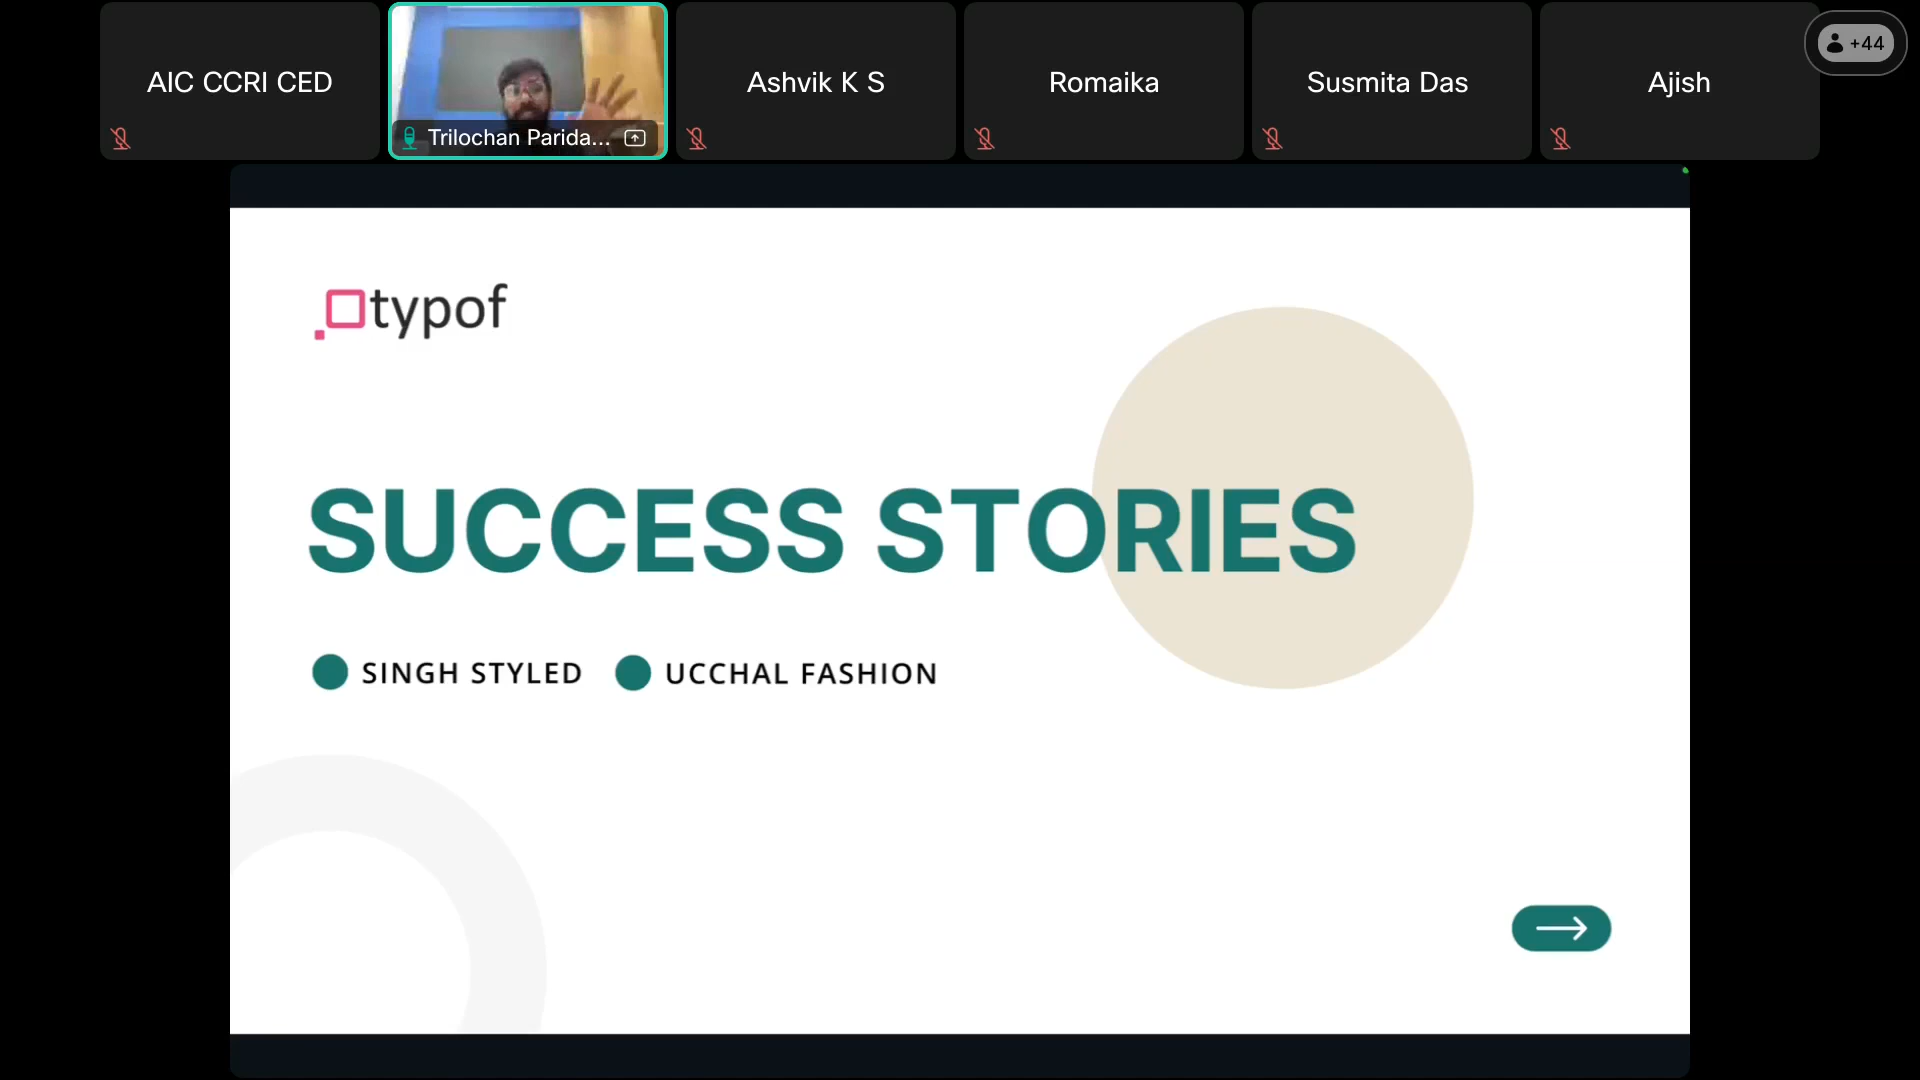 AIC CCRI CED
Trilochan Parida...
Ashvik K S
Romaika
Susmita Das
Ajish
+44
typof
SUCCESS STORIES
SINGH STYLED
UCCHAL FASHION